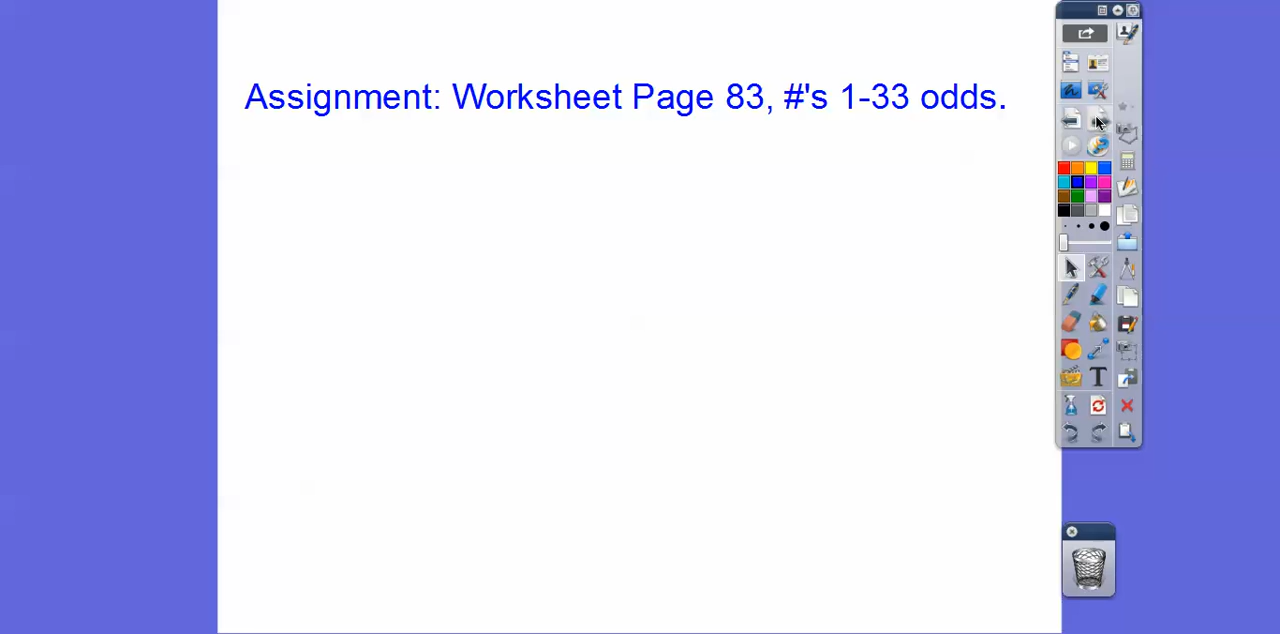 Assignment: Worksheet Page 83, #'s 1-33 odds.